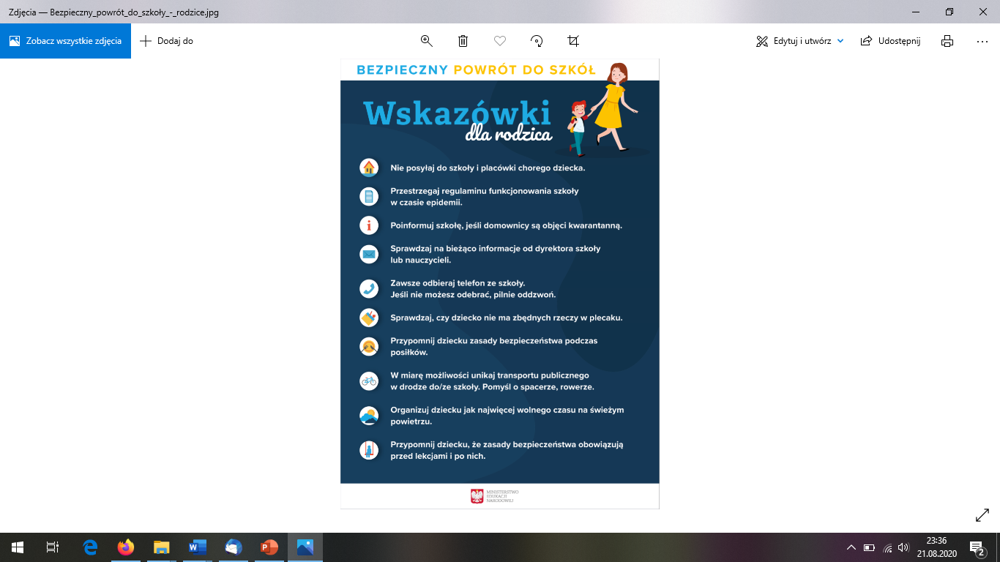 Zdjęcia — Bezpieczny_powrót_do_szkoły_-_rodzice.jpg
Zobacz wszystkie zdjęcia
Dodaj do
Edytuj i utwórz
Udostępnij
BEZPIECZNY POWRÓT DO SZKÓŁ
Wskazówki
dla rodzica
Nie posyłaj do szkoły i placówki chorego dziecka.
Przestrzegaj regulaminu funkcjonowania szkoły
w czasie epidemii.
Poinformuj szkołę, jeśli domownicy są objęci kwarantanną.
Sprawdzaj na bieżąco informacje od dyrektora szkoły
lub nauczycieli.
Zawsze odbieraj telefon ze szkoły.
Jeśli nie możesz odebrać, pilnie oddzwoń.
Sprawdzaj, czy dziecko nie ma zbędnych rzeczy w plecaku.
Przypomnij dziecku zasady bezpieczeństwa podczas
posiłków.
W miarę możliwości unikaj transportu publicznego
w drodze do/ze szkoły. Pomyśl o spacerze, rowerze.
Organizuj dziecku jak najwięcej wolnego czasu na świeżym
powietrzu.
Przypomnij dziecku, że zasady bezpieczeństwa obowiązują
przed lekcjami i po nich.
MINISTERSTWO
EDUKACJI
NARODOWEJ
23:36
21.08.2020
2